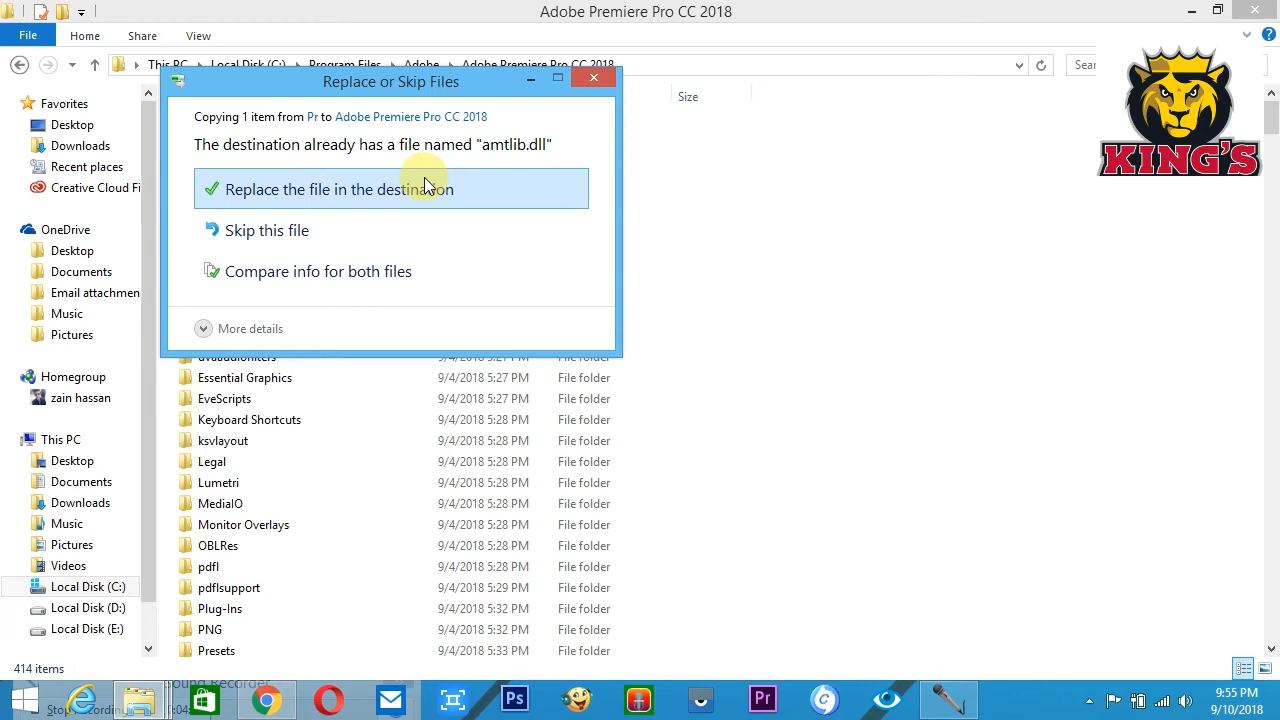 Adobe Premiere Pro CC 2018
File Home Share View
This PC Local Disk (C:) Program Files Adobe Adobe Premiere Pro CC 2018
Sear
Replace or Skip Files
Copying 1 item from Pr to Adobe Premiere Pro CC 2018
The destination already has a file named "amtlib.dll"
Replace the file in the destination
Skip this file
Compare info for both files
More details
Size
KING'S
Favorites
Desktop
Downloads
Recent places
Creative Cloud Fi
OneDrive
Desktop
Documents
Email attachmen
Music
Pictures
Homegroup
zain hassan
This PC
Desktop
Documents
Downloads
Music
Pictures
Videos
Local Disk (C:)
Local Disk (D:)
Local Disk (E:)
9/4/2018 5:27 PM File folder
Essential Graphics 9/4/2018 5:27 PM File folder
EveScripts 9/4/2018 5:27 PM File folder
Keyboard Shortcuts 9/4/2018 5:28 PM File folder
ksvlayout 9/4/2018 5:28 PM File folder
Legal 9/4/2018 5:28 PM File folder
Lumetri 9/4/2018 5:28 PM File folder
MediaIO 9/4/2018 5:28 PM File folder
Monitor Overlays 9/4/2018 5:28 PM File folder
OBLRes 9/4/2018 5:28 PM File folder
pdfl 9/4/2018 5:28 PM File folder
pdflsupport 9/4/2018 5:29 PM File folder
Plug-Ins 9/4/2018 5:32 PM File folder
PNG 9/4/2018 5:32 PM File folder
Presets 9/4/2018 5:33 PM File folder
414 items
Ps
Pr
9:55 PM
9/10/2018